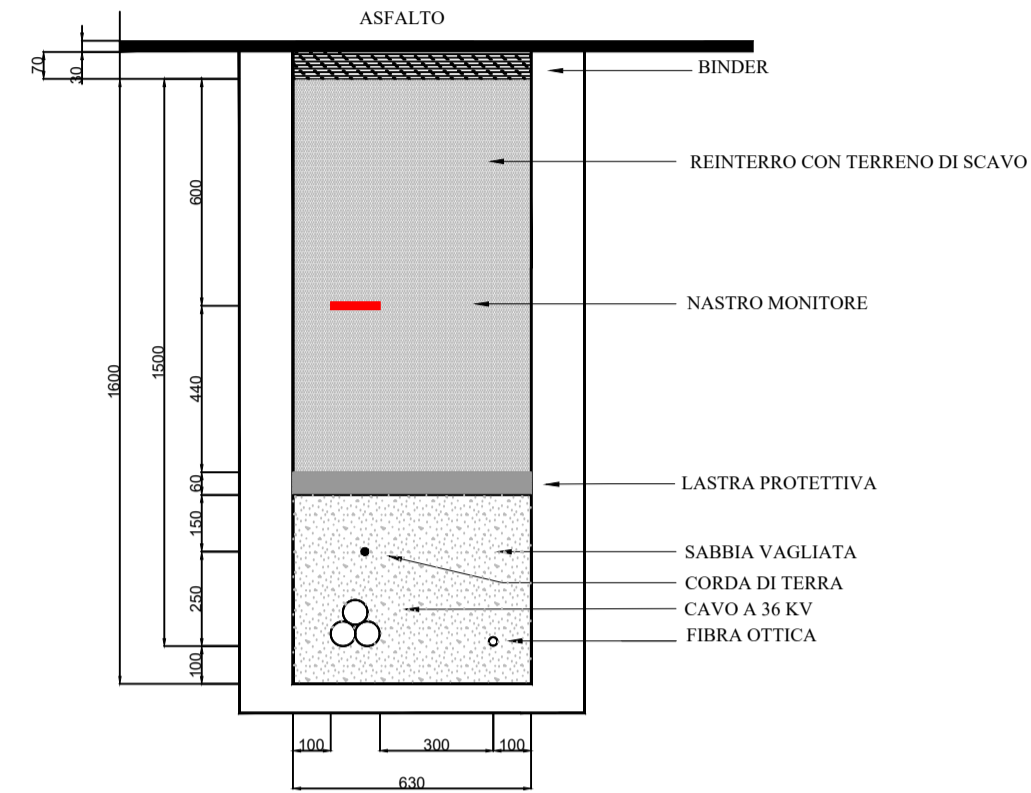 ASFALTO
70
30
BINDER
REINTERRO CON TERRENO DI SCAVO
600
NASTRO MONITORE
1600
1500
440
60
LASTRA PROTETTIVA
150
SABBIA VAGLIATA
CORDA DI TERRA
250
CAVO A 36 KV
FIBRA OTTICA
100
100
300
100
630